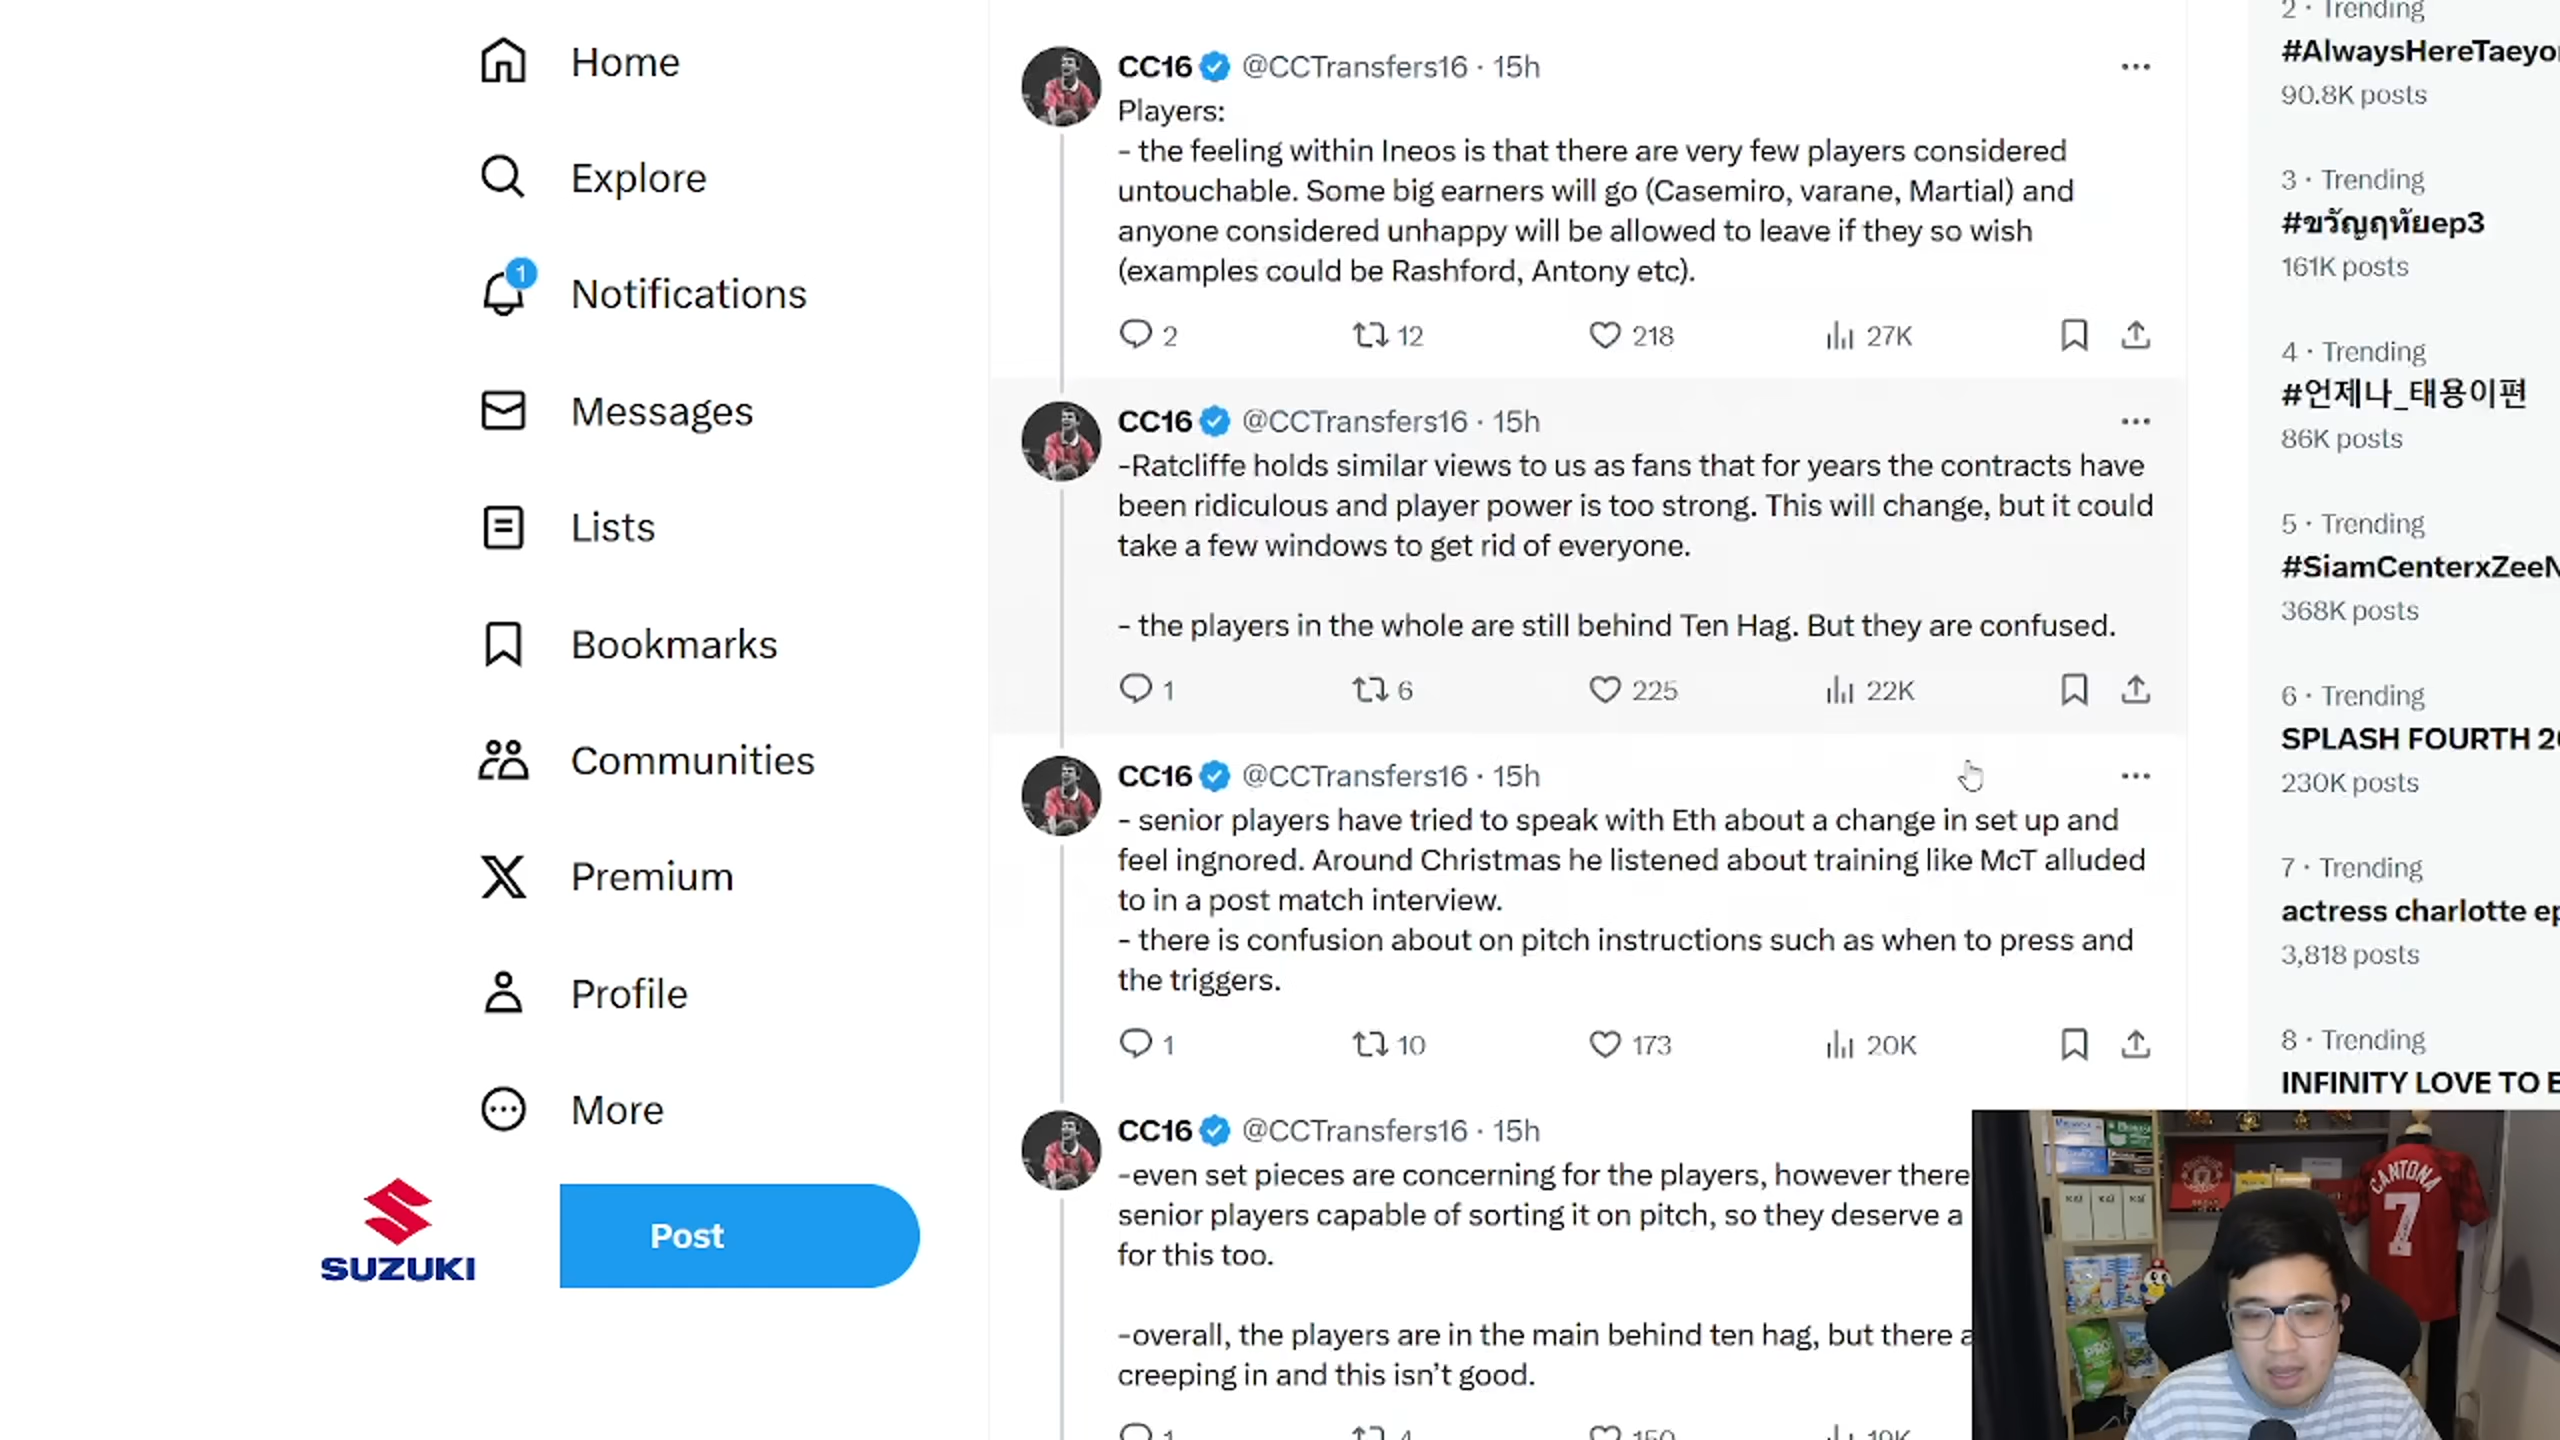 Home
Explore
1
Notifications
Messages
Lists
Bookmarks
Communities
Premium
Profile
More
SUZUKI
Post
CC16 @CCTransfers16 · 15h
Players:
- the feeling within Ineos is that there are very few players considered
untouchable. Some big earners will go (Casemiro, varane, Martial) and
anyone considered unhappy will be allowed to leave if they so wish
(examples could be Rashford, Antony etc).
2 12 218 27K
CC16 @CCTransfers16 · 15h
-Ratcliffe holds similar views to us as fans that for years the contracts have
been ridiculous and player power is too strong. This will change, but it could
take a few windows to get rid of everyone.
- the players in the whole are still behind Ten Hag. But they are confused.
1 6 225 22K
CC16 @CCTransfers16 · 15h
- senior players have tried to speak with Eth about a change in set up and
feel ingnored. Around Christmas he listened about training like McT alluded
to in a post match interview.
- there is confusion about on pitch instructions such as when to press and
the triggers.
1 10 173 20K
CC16 @CCTransfers16 · 15h
-even set pieces are concerning for the players, however there
senior players capable of sorting it on pitch, so they deserve a
for this too.
-overall, the players are in the main behind ten hag, but there a
creeping in and this isn't good.
1 4 150 19K
2 · Trending
#AlwaysHereTaeyo
90.8K posts
3 · Trending
#ขวัญฤทัยep3
161K posts
4 · Trending
#언제나_태용이편
86K posts
5 · Trending
#SiamCenterxZeeN
368K posts
6 · Trending
SPLASH FOURTH 2
230K posts
7 · Trending
actress charlotte ep
3,818 posts
8 · Trending
INFINITY LOVE TO E
CANTONA
7